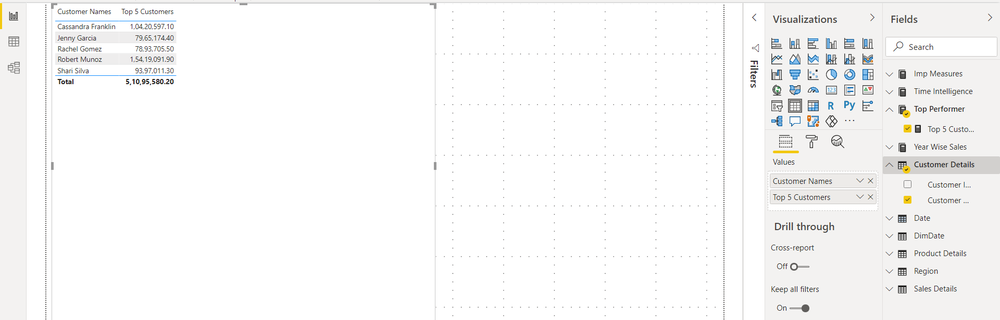 Customer Names Top 5 Customers
Cassandra Franklin 1,04,20,597.10
Jenny Garcia 79,65,174.40
Rachel Gomez 78,93,705.50
Robert Munoz 1,54,19,091.90
Shari Silva 93,97,011.30
Total 5,10,95,580.20
Filters
Visualizations
123
R Py
...
Values
Customer Names
Top 5 Customers
Drill through
Cross-report
Off
Keep all filters
On
Fields
Search
Imp Measures
Time Intelligence
Top Performer
Top 5 Custo...
Year Wise Sales
Customer Details
Customer I...
Customer ...
Date
DimDate
Product Details
Region
Sales Details